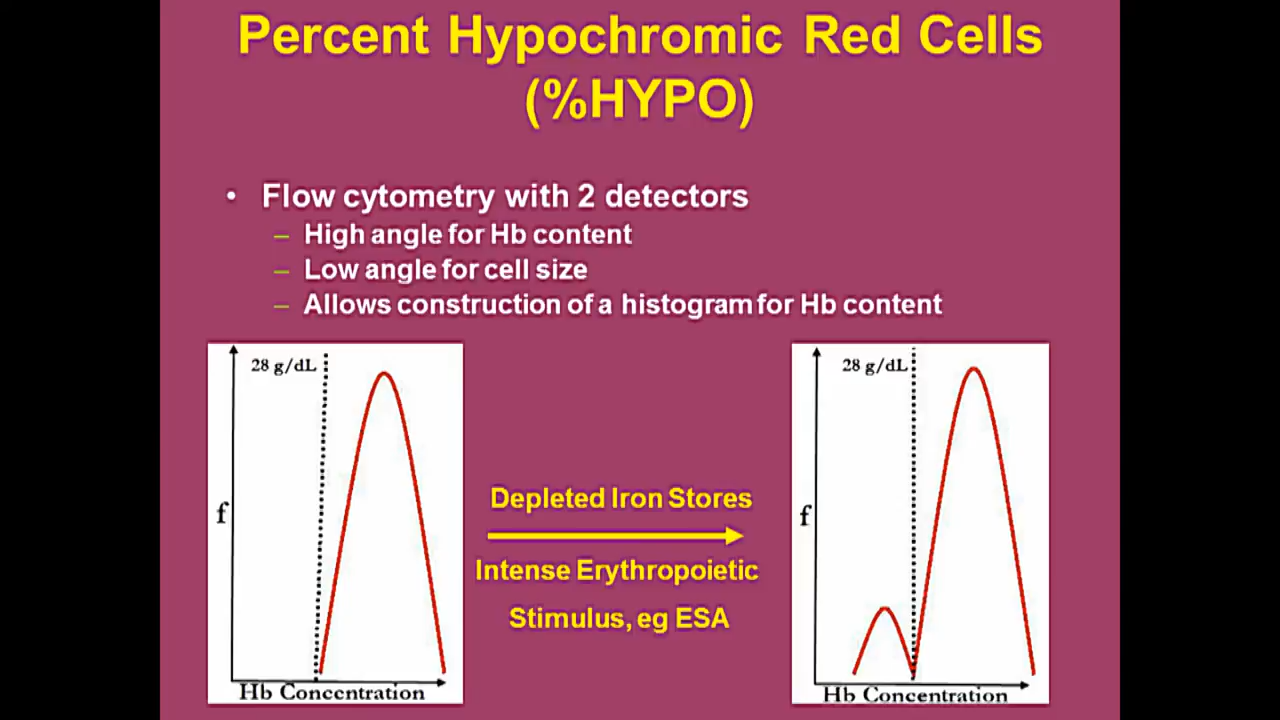 Percent Hypochromic Red Cells
(%HYPO)
• Flow cytometry with 2 detectors
– High angle for Hb content
– Low angle for cell size
– Allows construction of a histogram for Hb content
28 g/dL
f
Hb Concentration
Depleted Iron Stores
Intense Erythropoietic
Stimulus, eg ESA
28 g/dL
f
Hb Concentration